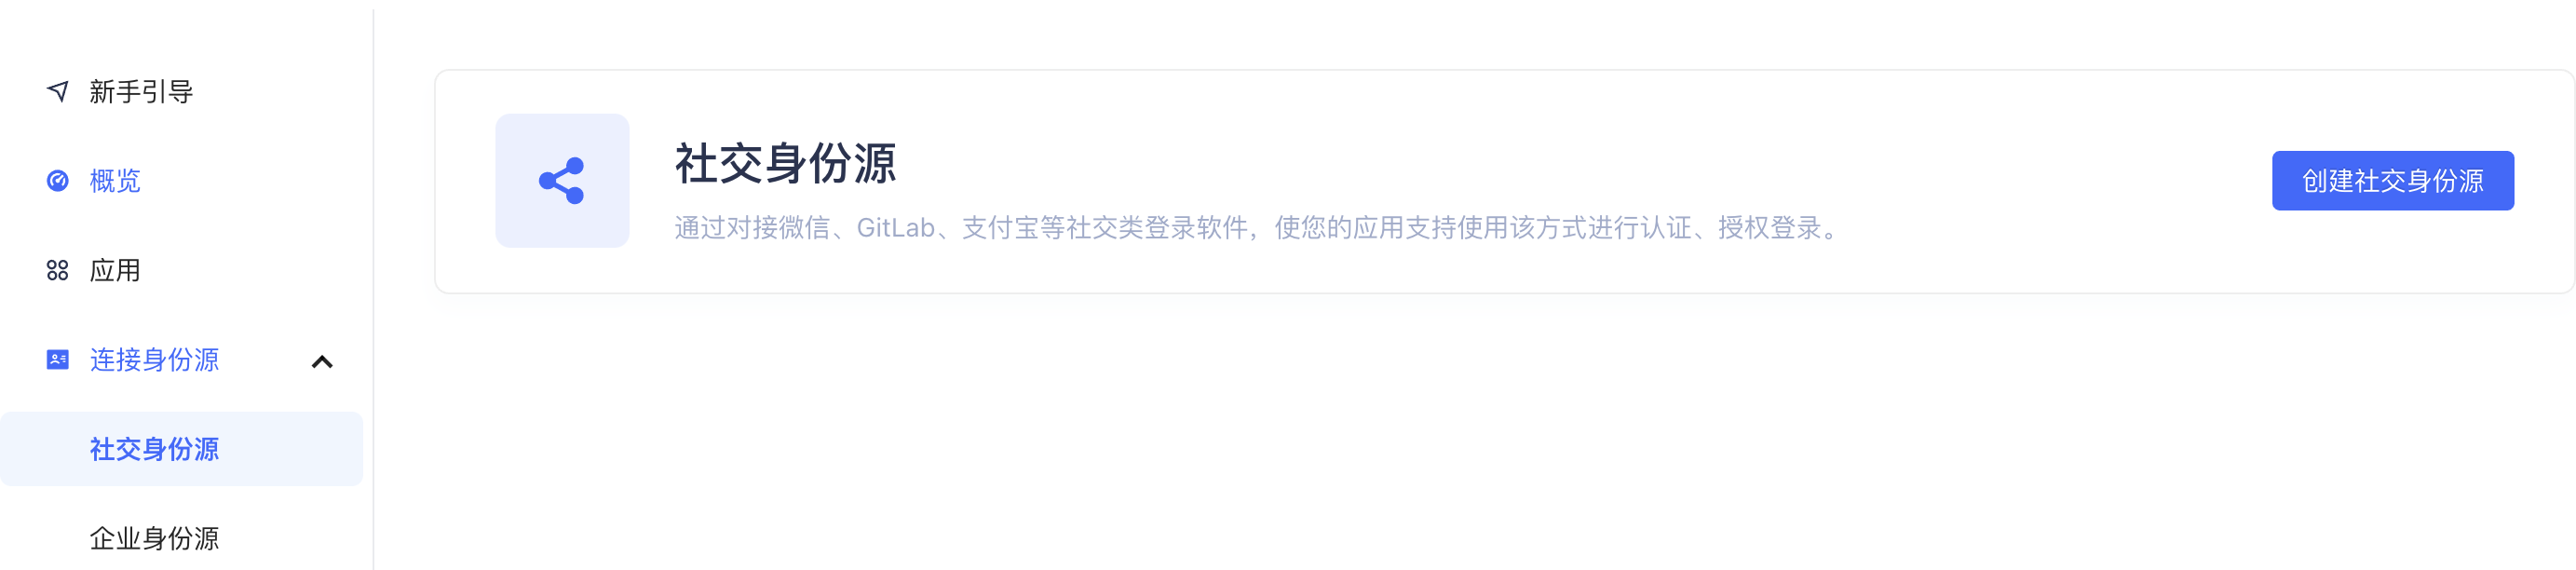 新手引导
概览
应用
连接身份源
社交身份源
企业身份源
社交身份源
通过对接微信、GitLab、支付宝等社交类登录软件，使您的应用支持使用该方式进行认证、授权登录。
创建社交身份源